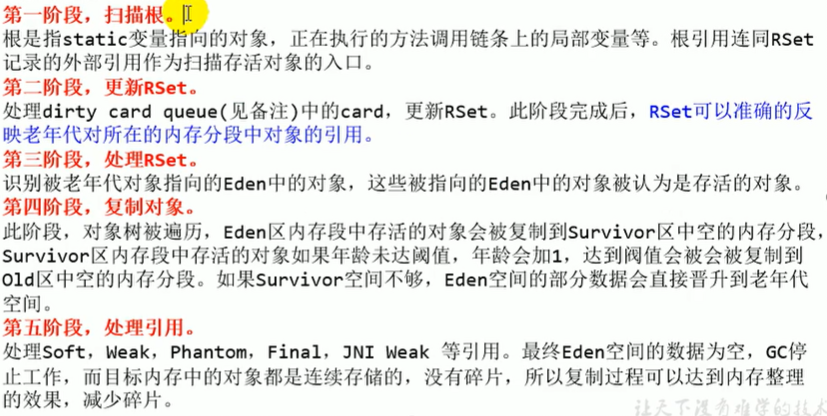 第一阶段，扫描根。
根是指static变量指向的对象，正在执行的方法调用链条上的局部变量等。根引用连同RSet
记录的外部引用作为扫描存活对象的入口。
第二阶段，更新RSet。
处理dirty card queue(见备注)中的card，更新RSet。此阶段完成后，RSet可以准确的反
映老年代对所在的内存分段中对象的引用。
第三阶段，处理RSet。
识别被老年代对象指向的Eden中的对象，这些被指向的Eden中的对象被认为是存活的对象。
第四阶段，复制对象。
此阶段，对象树被遍历，Eden区内存段中存活的对象会被复制到Survivor区中空的内存分段，
Survivor区内存段中存活的对象如果年龄未达阈值，年龄会加1，达到阀值会被会被复制到
Old区中空的内存分段。如果Survivor空间不够，Eden空间的部分数据会直接晋升到老年代
空间。
第五阶段，处理引用。
处理Soft，Weak，Phantom，Final，JNI Weak 等引用。最终Eden空间的数据为空，GC停
止工作，而目标内存中的对象都是连续存储的，没有碎片，所以复制过程可以达到内存整理
的效果，减少碎片。
让天下没有难学的技术